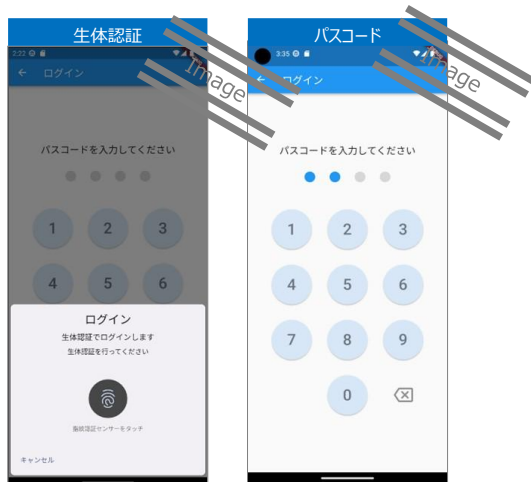 生体認証
2:22
ログイン
Image
パスコードを入力してください
1 2 3
4 5 6
ログイン
生体認証でログインします
生体認証を行ってください
指紋認証センサーをタッチ
キャンセル
パスコード
3:35
ログイン
Image
パスコードを入力してください
1 2 3
4 5 6
7 8 9
0